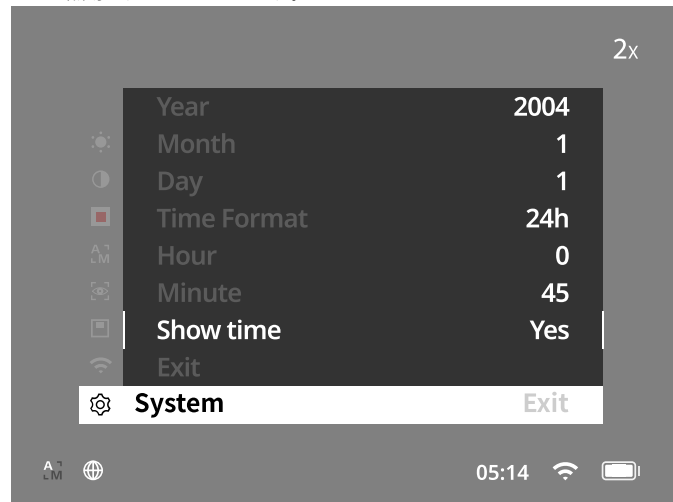 2x
Year 2004
Month 1
Day 1
Time Format 24h
Hour 0
Minute 45
Show time Yes
Exit
System Exit
A M 05:14